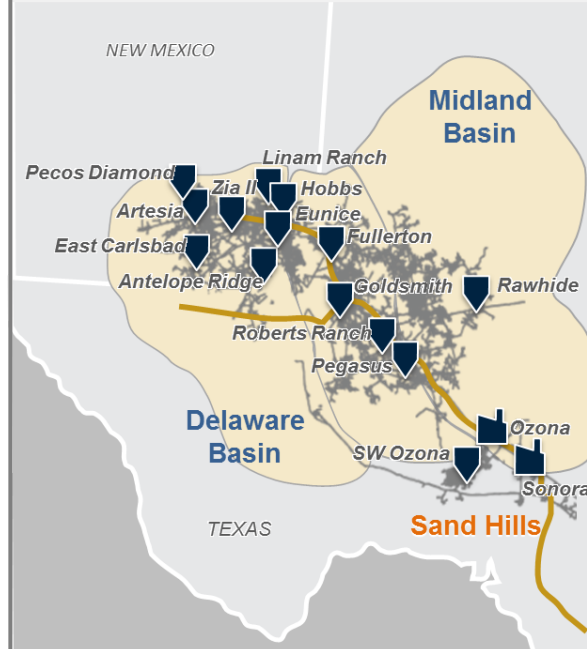 NEW MEXICO
Midland
Basin
Linam Ranch
Pecos Diamond
Zia II
Hobbs
Artesia
Eunice
Fullerton
East Carlsbad
Antelope Ridge
Goldsmith
Rawhide
Roberts Ranch
Pegasus
Delaware
Basin
Ozona
SW Ozona
Sonora
Sand Hills
TEXAS